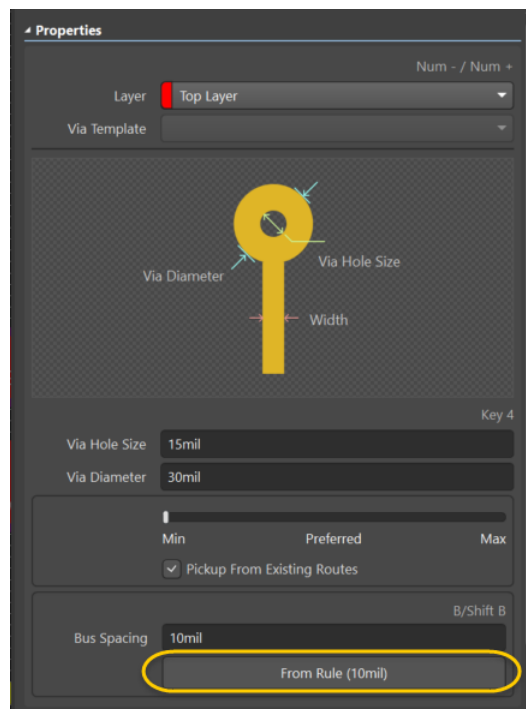 Properties
Num - / Num +
Layer Top Layer
Via Template
Via Hole Size
Via Diameter
Width
Key 4
Via Hole Size 15mil
Via Diameter 30mil
Min Preferred Max
Pickup From Existing Routes
B/Shift B
Bus Spacing 10mil
From Rule (10mil)